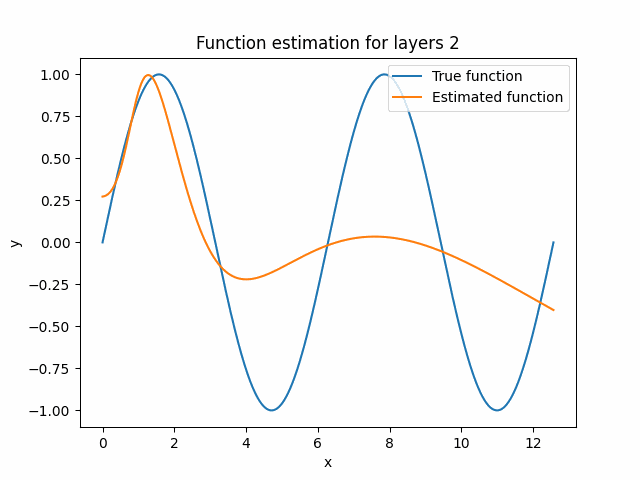 Function estimation for layers 2
True function
Estimated function
1.00
0.75
0.50
0.25
0.00
−0.25
−0.50
−0.75
−1.00
y
0 2 4 6 8 10 12
x